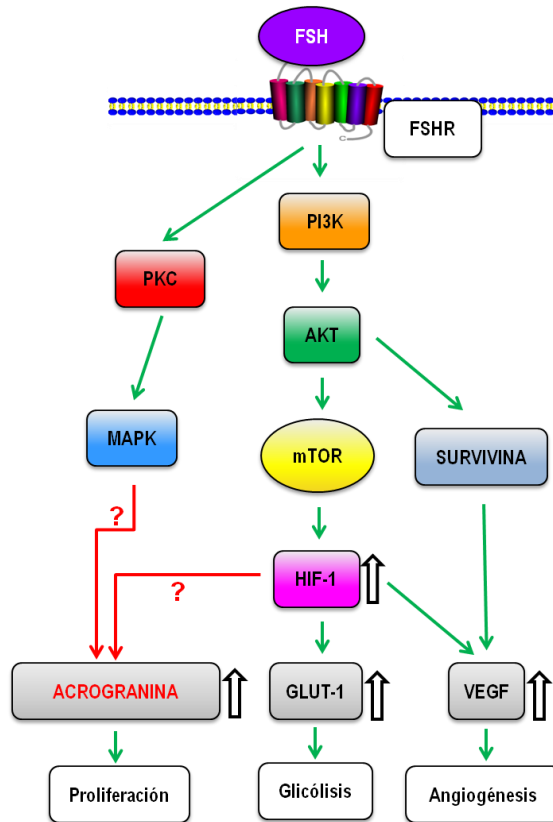 FSH
C
FSHR
PI3K
PKC
AKT
MAPK
mTOR
SURVIVINA
?
HIF-1
?
ACROGRANINA
GLUT-1
VEGF
Proliferación
Glicólisis
Angiogénesis